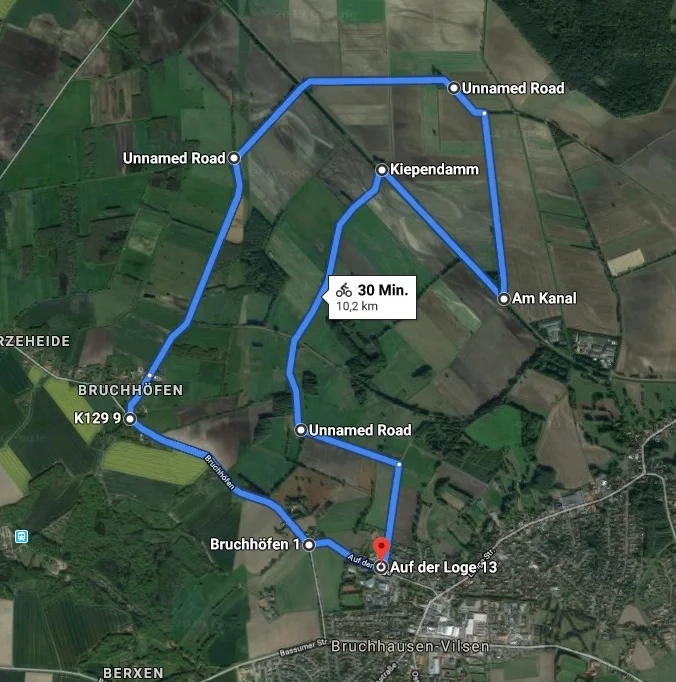 Unnamed Road
Unnamed Road
Kiependamm
30 Min.
10,2 km
Am Kanal
RZEHEIDE
BRUCHHÖFEN
K129 9
Unnamed Road
Bruchhöfen
Bruchhöfen 1
Auf der
Auf der Loge 13
Bassumer Str.
Bruchhausen-Vilsen
BERXEN